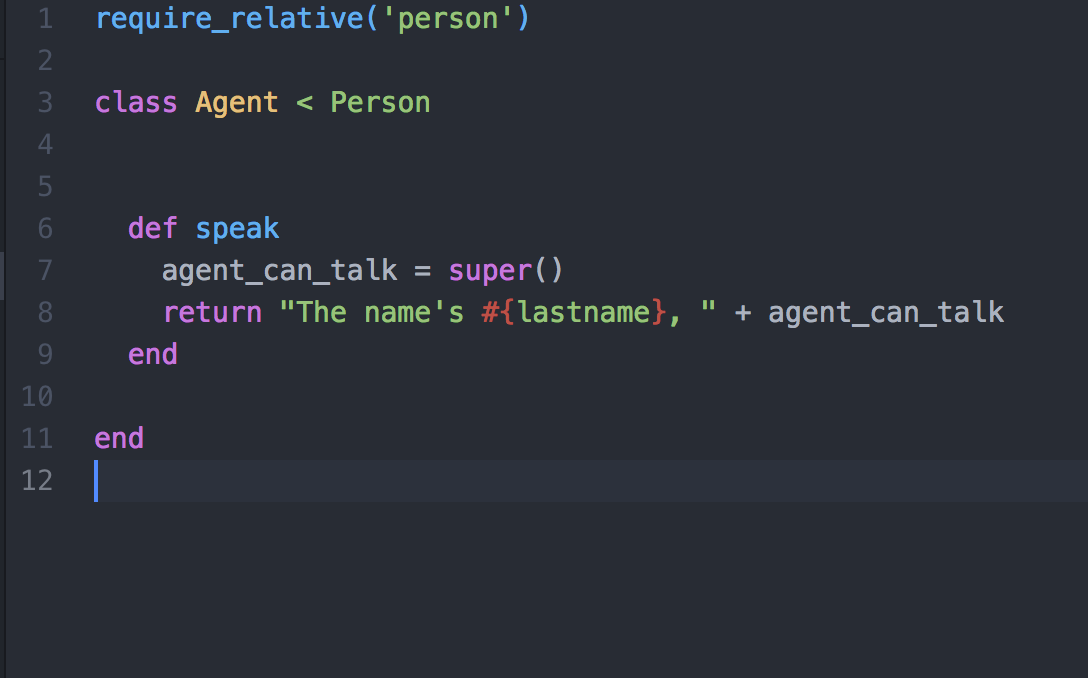 1 require_relative('person')
2
3 class Agent < Person
4
5
6 def speak
7 agent_can_talk = super()
8 return "The name's #{lastname}, " + agent_can_talk
9 end
10
11 end
12